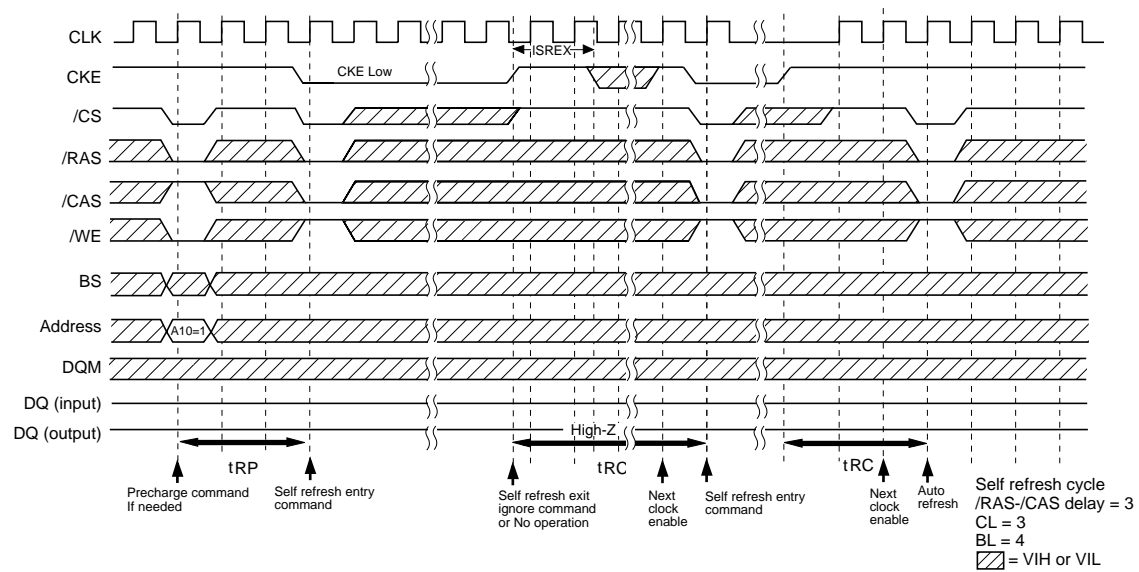 CLK
ISREX
CKE
CKE Low
/CS
/RAS
/CAS
/WE
BS
Address
A10=1
DQM
DQ (input)
DQ (output)
High-Z
tRP
tRC
tRC
Precharge command
If needed
Self refresh entry
command
Self refresh exit
ignore command
or No operation
Next
clock
enable
Self refresh entry
command
Next
clock
enable
Auto
refresh
Self refresh cycle
/RAS-/CAS delay = 3
CL = 3
BL = 4
= VIH or VIL